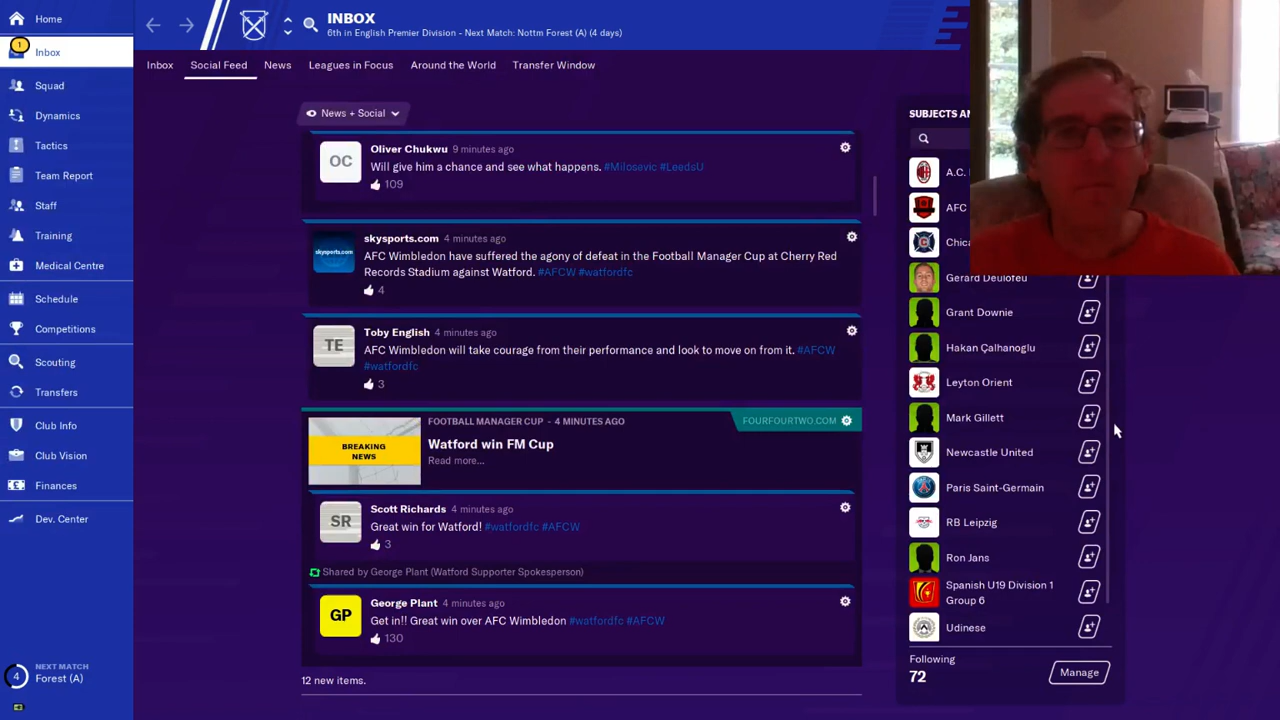 Home
INBOX
6th in English Premier Division - Next Match: Nottm Forest (A) (4 days)
1
Inbox
Squad
Dynamics
Tactics
Team Report
Staff
Training
Medical Centre
Schedule
Competitions
Scouting
Transfers
Club Info
Club Vision
Finances
Dev. Center
4
NEXT MATCH
Forest (A)
Inbox
Social Feed
News
Leagues in Focus
Around the World
Transfer Window
News + Social
OC
Oliver Chukwu 9 minutes ago
Will give him a chance and see what happens. #Milosevic #LeedsU
109
skysports.com
skysports.com 4 minutes ago
AFC Wimbledon have suffered the agony of defeat in the Football Manager Cup at Cherry Red
Records Stadium against Watford. #AFCW #watfordfc
4
TE
Toby English 4 minutes ago
AFC Wimbledon will take courage from their performance and look to move on from it. #AFCW
#watfordfc
3
BREAKING
NEWS
FOOTBALL MANAGER CUP - 4 MINUTES AGO
FOURFOURTWO.COM
Watford win FM Cup
Read more...
SR
Scott Richards 4 minutes ago
Great win for Watford! #watfordfc #AFCW
3
Shared by George Plant (Watford Supporter Spokesperson)
GP
George Plant 4 minutes ago
Get in!! Great win over AFC Wimbledon #watfordfc #AFCW
130
12 new items.
SUBJECTS
A.C.
AFC
Gerard Deulofeu
Grant Downie
Hakan Çalhanoglu
Leyton Orient
Mark Gillett
Newcastle United
Paris Saint-Germain
RB Leipzig
Ron Jans
Spanish U19 Division 1
Group 6
Udinese
Following
72
Manage